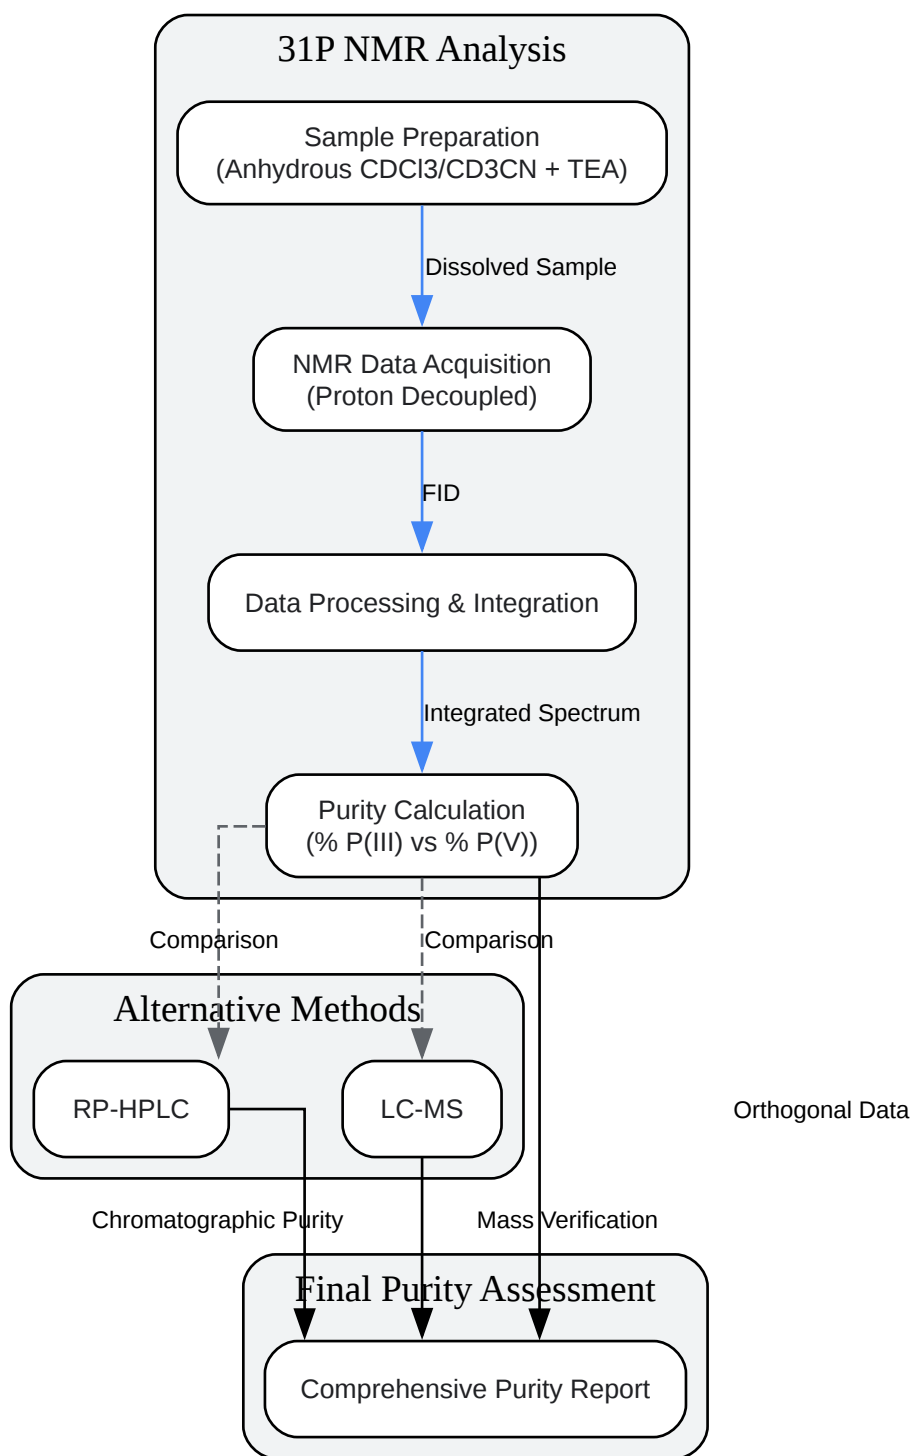 31P NMR Analysis
Sample Preparation
(Anhydrous CDCl3/CD3CN + TEA)
Dissolved Sample
NMR Data Acquisition
(Proton Decoupled)
FID
Data Processing & Integration
Integrated Spectrum
Purity Calculation
(% P(III) vs % P(V))
Comparison
Comparison
Alternative Methods
RP-HPLC
LC-MS
Orthogonal Data
Chromatographic Purity
Mass Verification
Final Purity Assessment
Comprehensive Purity Report